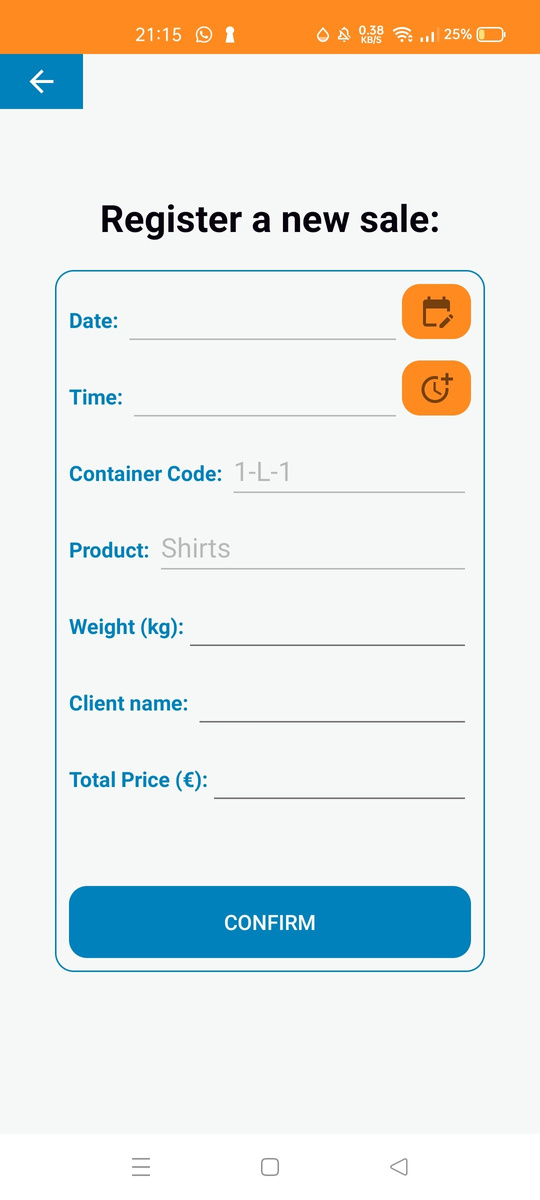 21:15 0.38 KB/S 25%
Register a new sale:
Date:
Time:
Container Code: 1-L-1
Product: Shirts
Weight (kg):
Client name:
Total Price (€):
CONFIRM